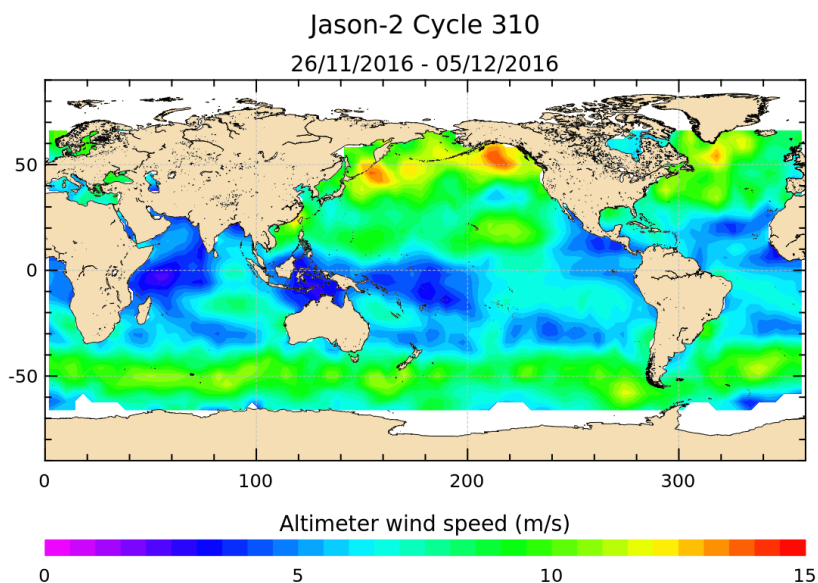 Jason-2 Cycle 310
26/11/2016 - 05/12/2016
50
0
-50
0 100 200 300
Altimeter wind speed (m/s)
0 5 10 15